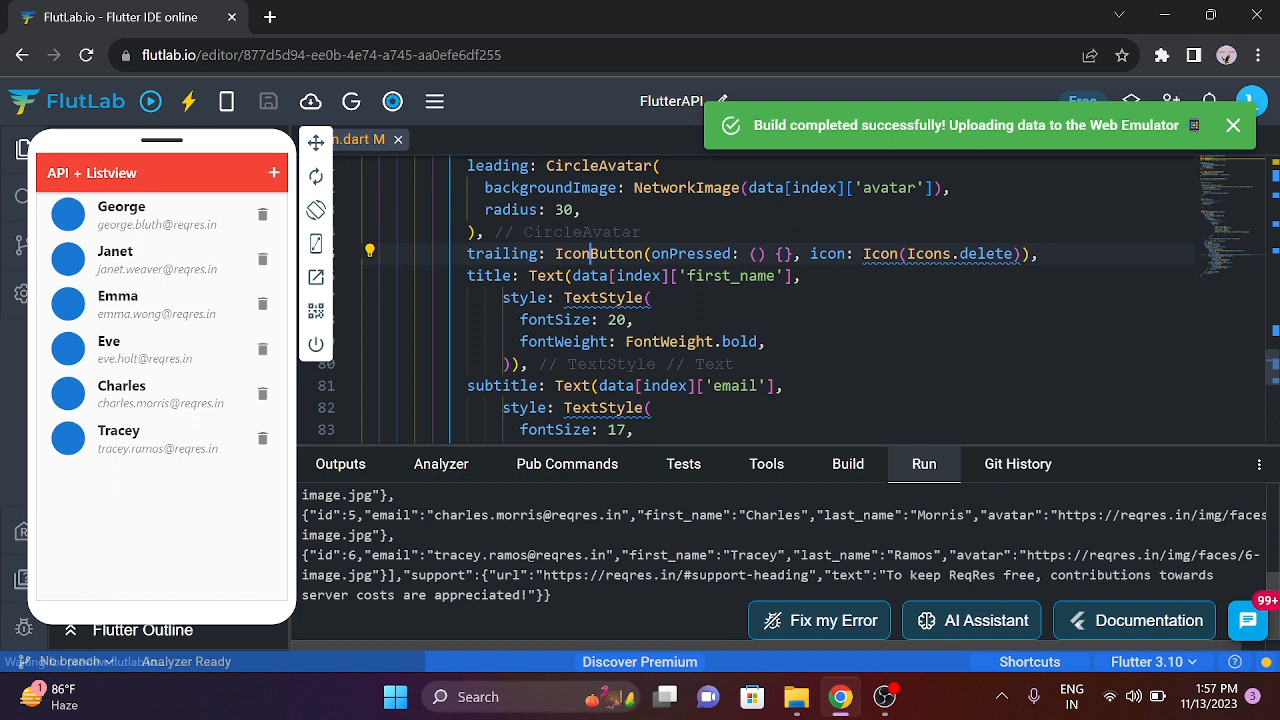 FlutLab.io - Flutter IDE online
flutlab.io/editor/877d5d94-ee0b-4e74-a745-aa0efe6df255
FlutLab
FlutterAPI
Free
Build completed successfully! Uploading data to the Web Emulator
n.dart M
API + Listview
George
george.bluth@reqres.in
Janet
janet.weaver@reqres.in
Emma
emma.wong@reqres.in
Eve
eve.holt@reqres.in
Charles
charles.morris@reqres.in
Tracey
tracey.ramos@reqres.in
leading: CircleAvatar(
backgroundImage: NetworkImage(data[index]['avatar']),
radius: 30,
), // CircleAvatar
trailing: IconButton(onPressed: () {}, icon: Icon(Icons.delete)),
title: Text(data[index]['first_name'],
style: TextStyle(
fontSize: 20,
fontWeight: FontWeight.bold,
80 )), // TextStyle // Text
81 subtitle: Text(data[index]['email'],
82 style: TextStyle(
83 fontSize: 17,
Outputs Analyzer Pub Commands Tests Tools Build Run Git History
image.jpg"},
{"id":5,"email":"charles.morris@reqres.in","first_name":"Charles","last_name":"Morris","avatar":"https://reqres.in/img/faces
image.jpg"},
{"id":6,"email":"tracey.ramos@reqres.in","first_name":"Tracey","last_name":"Ramos","avatar":"https://reqres.in/img/faces/6-
image.jpg"}],"support":{"url":"https://reqres.in/#support-heading","text":"To keep ReqRes free, contributions towards
server costs are appreciated!"}}
99+
Fix my Error AI Assistant Documentation
Flutter Outline
No branch Analyzer Ready Discover Premium Shortcuts Flutter 3.10
1 86°F
Haze
Search
ENG
IN
1:57 PM
11/13/2023
3